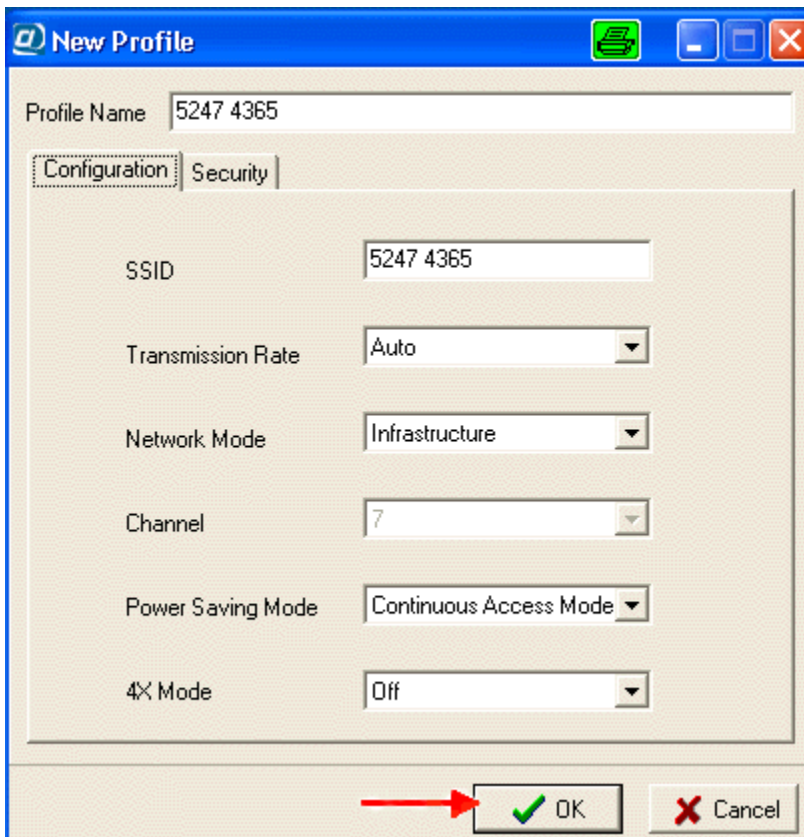 New Profile
Profile Name 5247 4365
Configuration Security
SSID 5247 4365
Transmission Rate Auto
Network Mode Infrastructure
Channel 7
Power Saving Mode Continuous Access Mode
4X Mode Off
OK Cancel